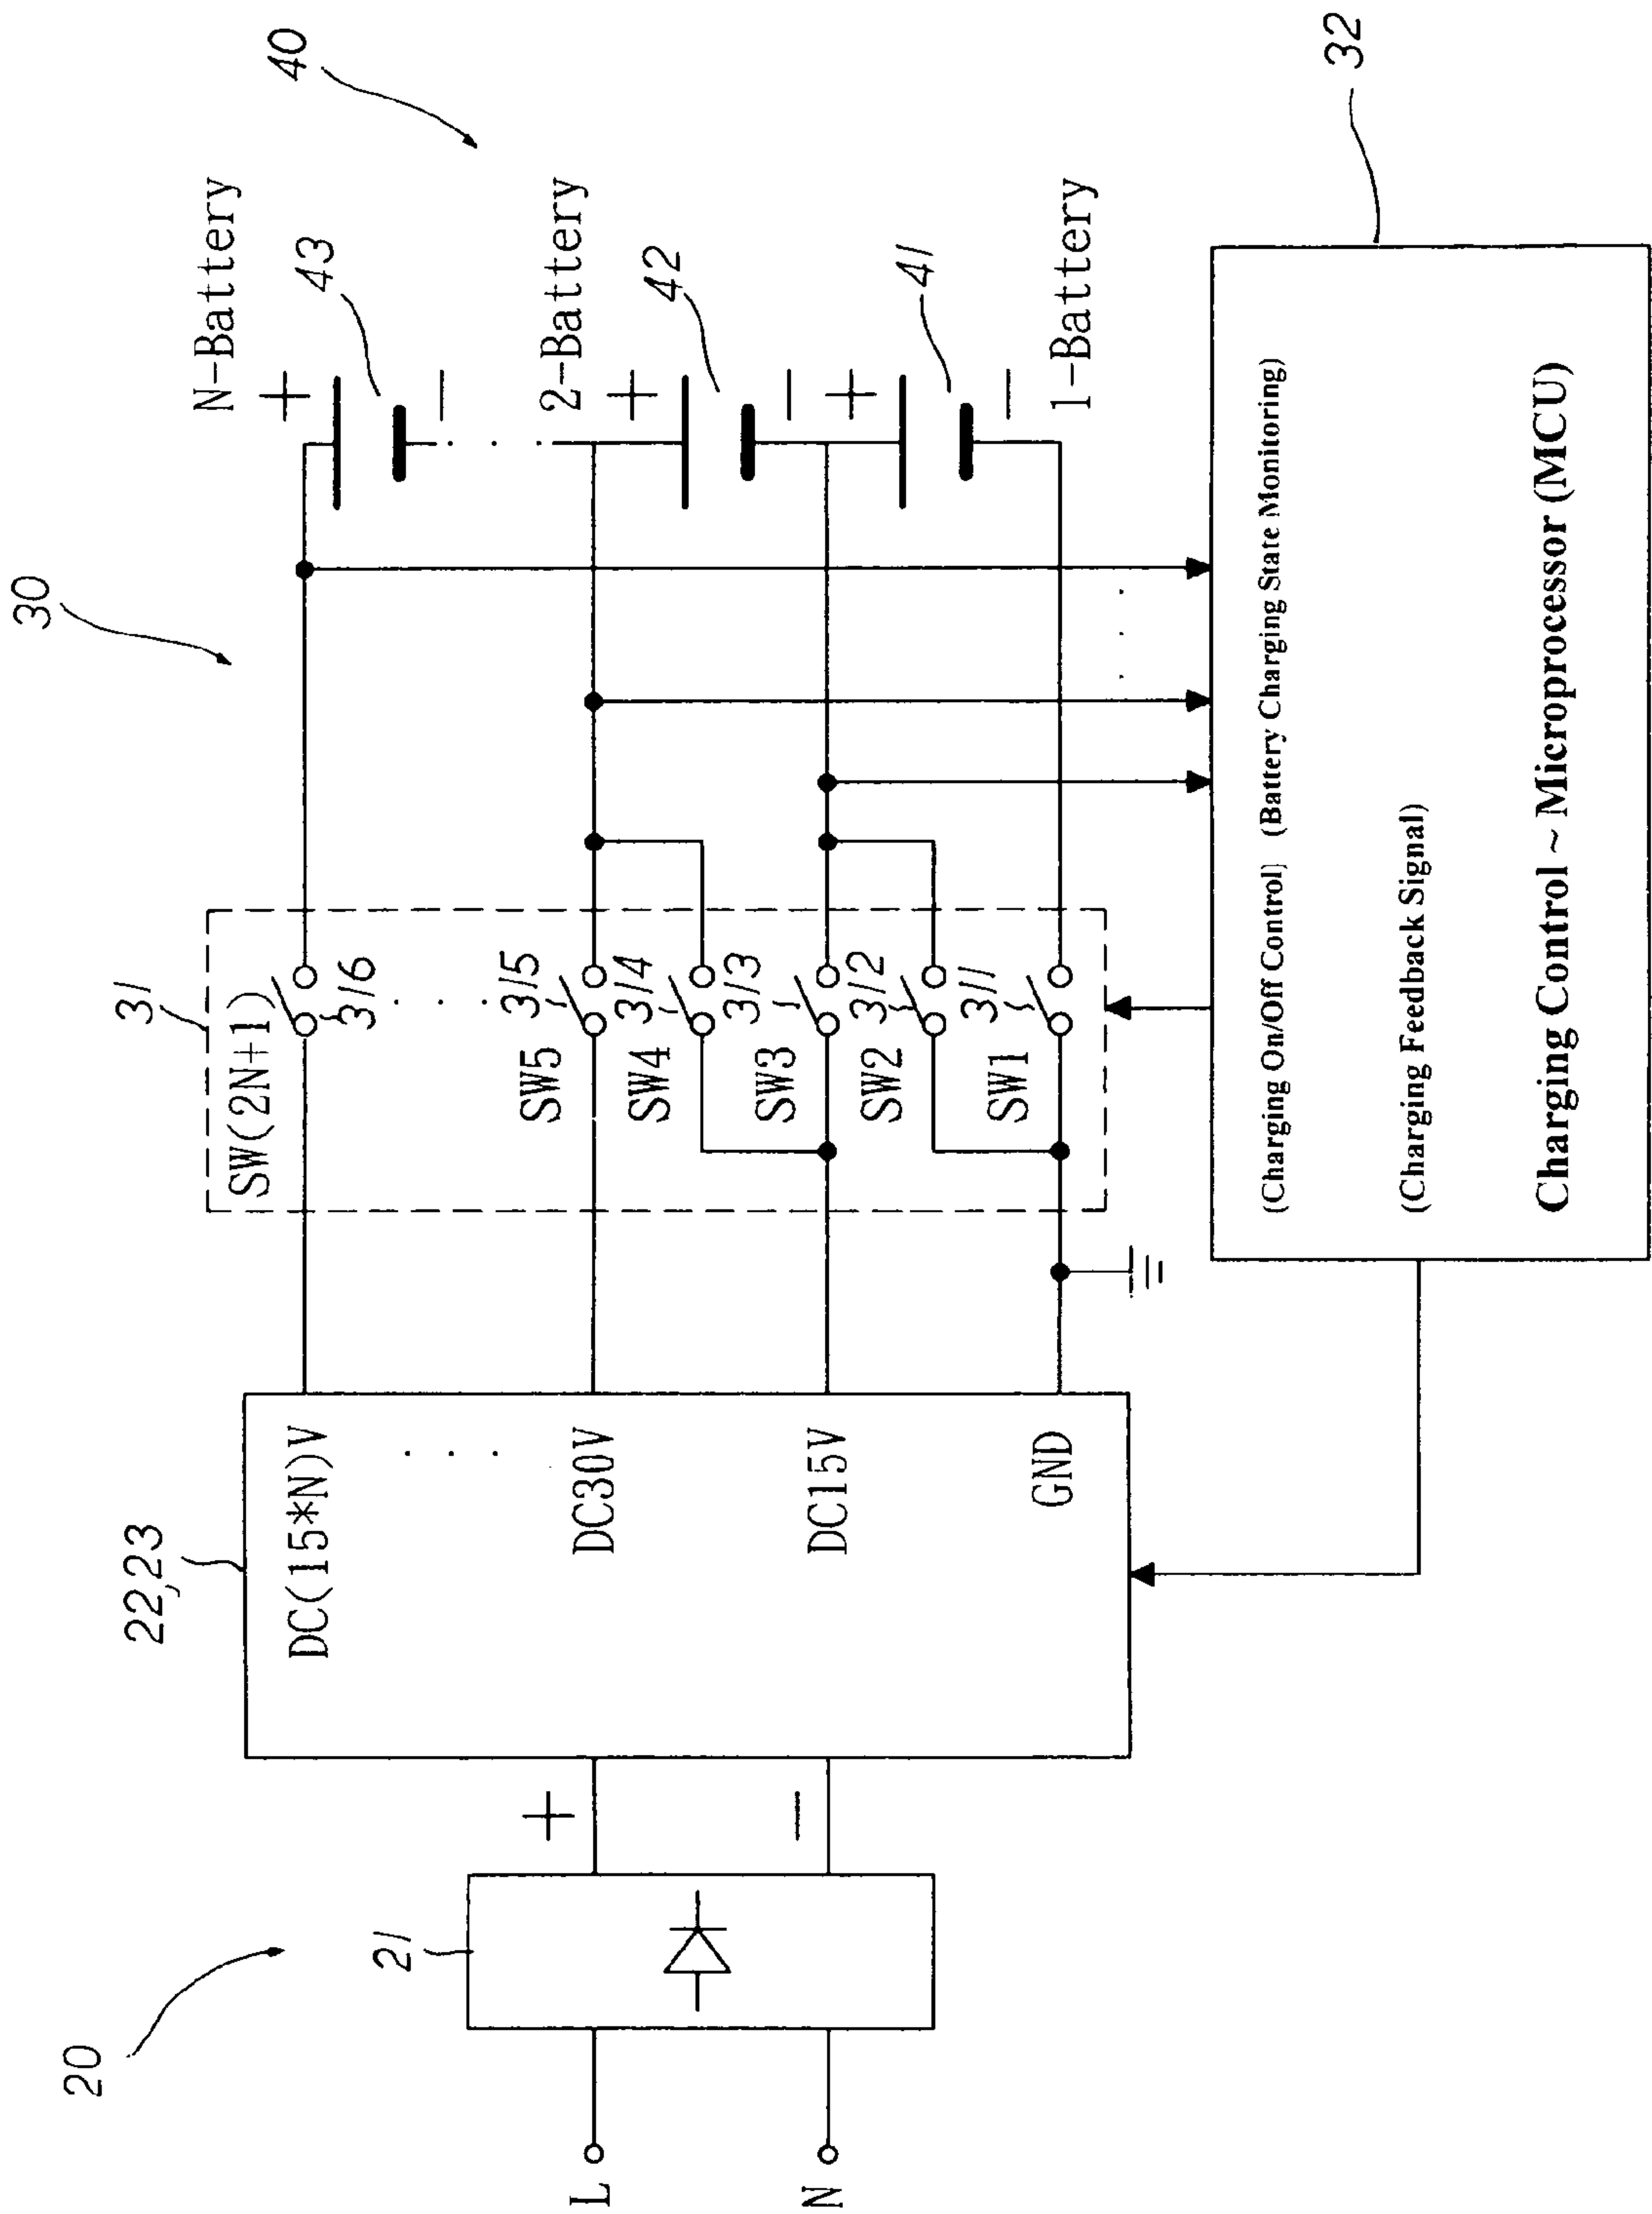 20
21
L
N
+
−
22,23
DC(15*N)V
DC30V
DC15V
GND
30
31
SW(2N+1)
316
SW5
315
SW4
314
SW3
313
SW2
312
SW1
311
40
N-Battery
+
43
−
2-Battery
+
42
−
+
41
−
1-Battery
32
(Charging On/Off Control) (Battery Charging State Monitoring)
(Charging Feedback Signal)
Charging Control ~ Microprocessor (MCU)